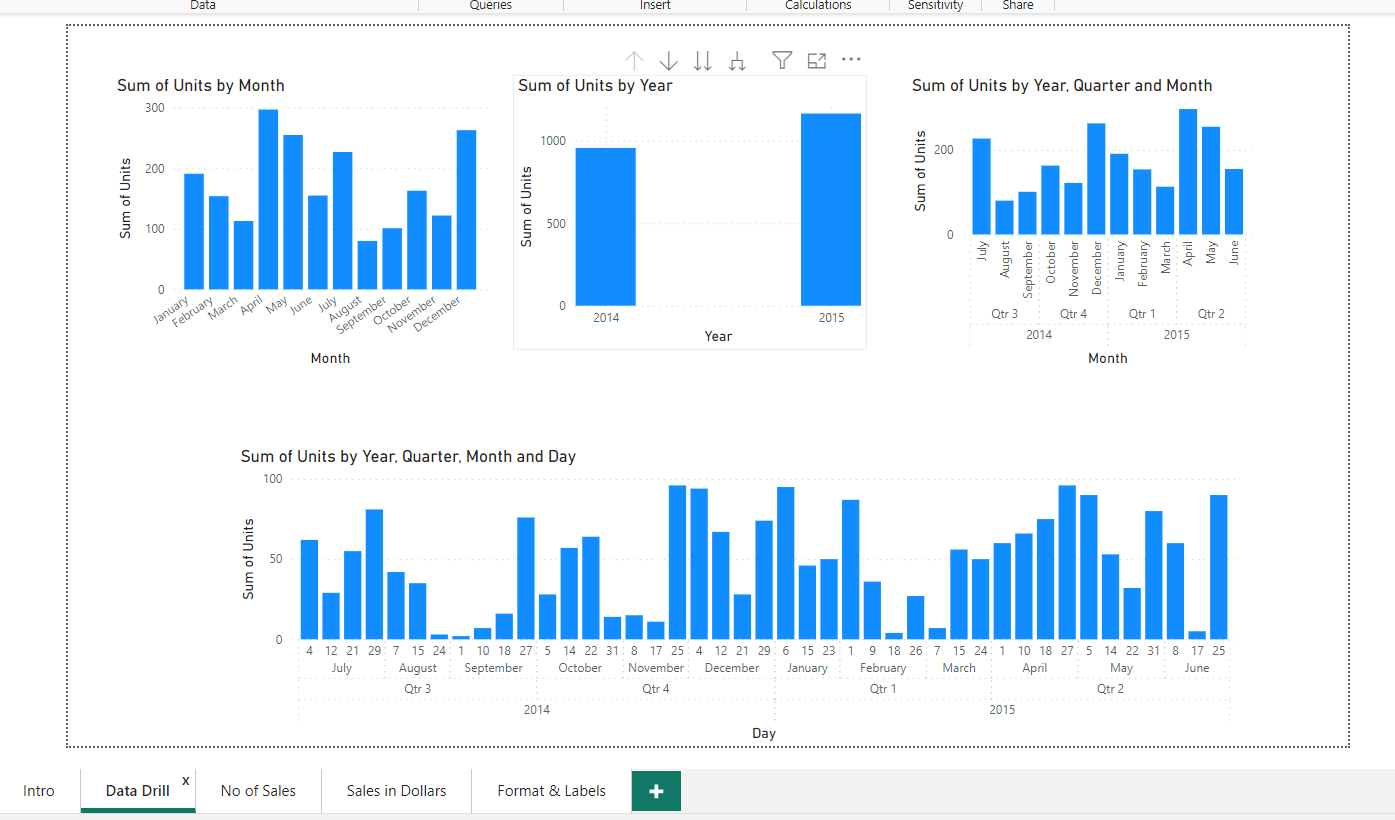 Data Queries Insert Calculations Sensitivity Share
Sum of Units by Month
Sum of Units
300
200
100
0
January February March April May June July August September October November December
Month
Sum of Units by Year
Sum of Units
1000
500
0
2014 2015
Year
Sum of Units by Year, Quarter and Month
Sum of Units
200
0
July August September October November December January February March April May June
Qtr 3 Qtr 4 Qtr 1 Qtr 2
2014 2015
Month
Sum of Units by Year, Quarter, Month and Day
Sum of Units
100
50
0
4 12 21 29 7 15 24 1 10 18 27 5 14 22 31 8 17 25 4 12 21 29 6 15 23 1 9 18 26 7 15 24 1 10 18 27 5 14 22 31 8 17 25
July August September October November December January February March April May June
Qtr 3 Qtr 4 Qtr 1 Qtr 2
2014 2015
Day
Intro Data Drill x No of Sales Sales in Dollars Format & Labels +